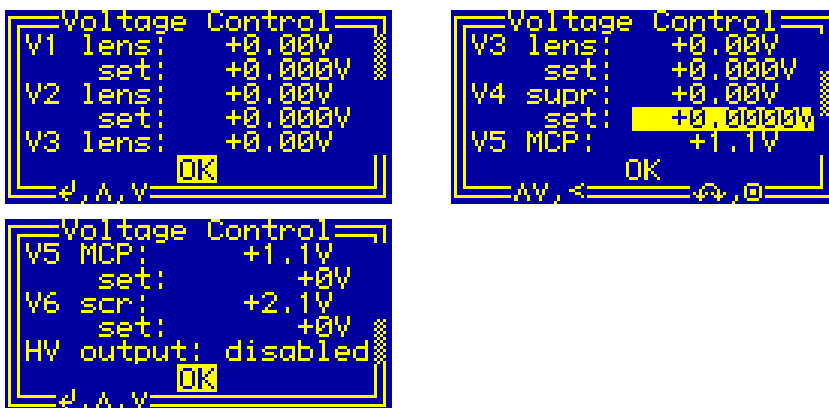 Voltage Control
V1 lens: +0.00V
set: +0.000V
V2 lens: +0.00V
set: +0.000V
V3 lens: +0.00V
OK
↲,∧,∨
Voltage Control
V3 lens: +0.00V
set: +0.000V
V4 supr: +0.00V
set: +0.0000V
V5 MCP: +1.1V
OK
∧∨,<
Voltage Control
V5 MCP: +1.1V
set: +0V
V6 scr: +2.1V
set: +0V
HV output: disabled
OK
↲,∧,∨